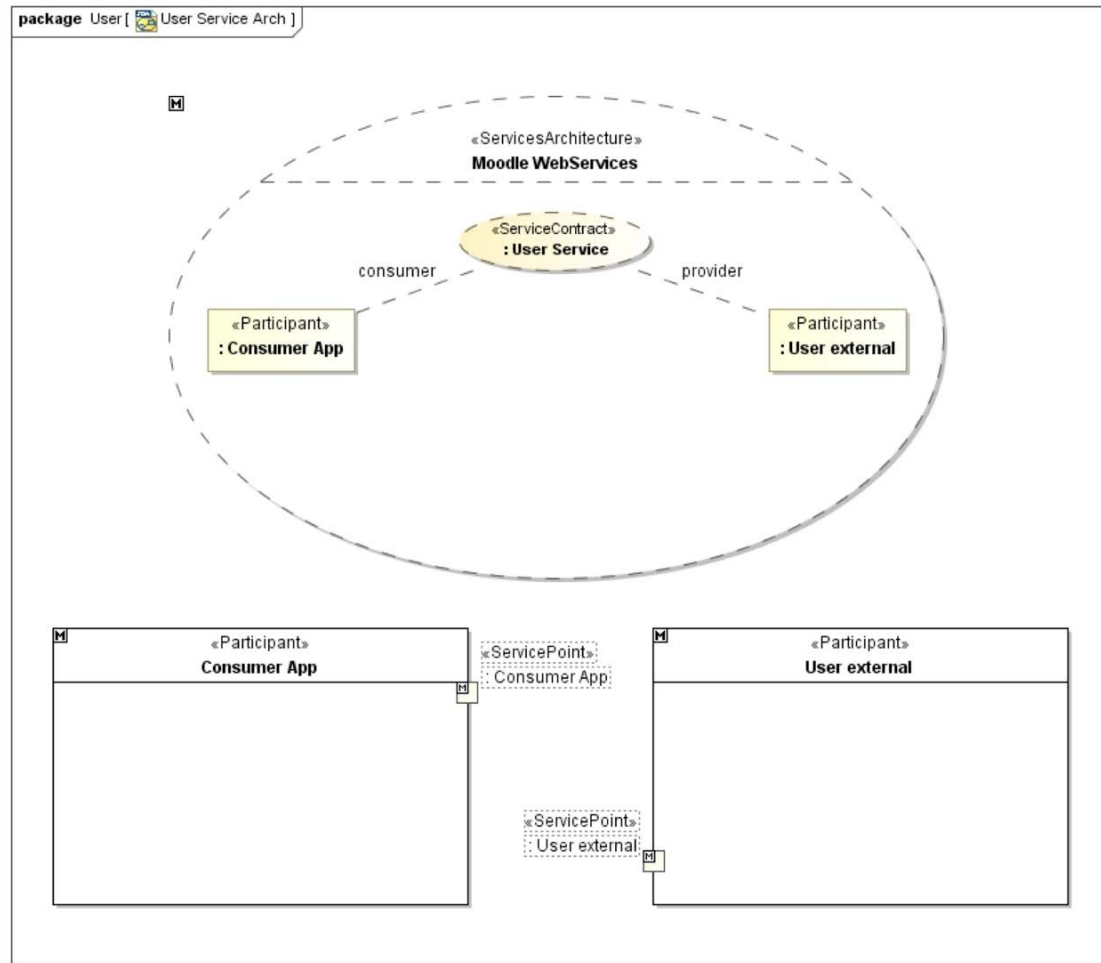 package User [ User Service Arch ]
M
«ServicesArchitecture»
Moodle WebServices
«ServiceContract»
: User Service
consumer
provider
«Participant»
: Consumer App
«Participant»
: User external
M
«Participant»
Consumer App
«ServicePoint»
: Consumer App
M
M
«Participant»
User external
«ServicePoint»
: User external
M